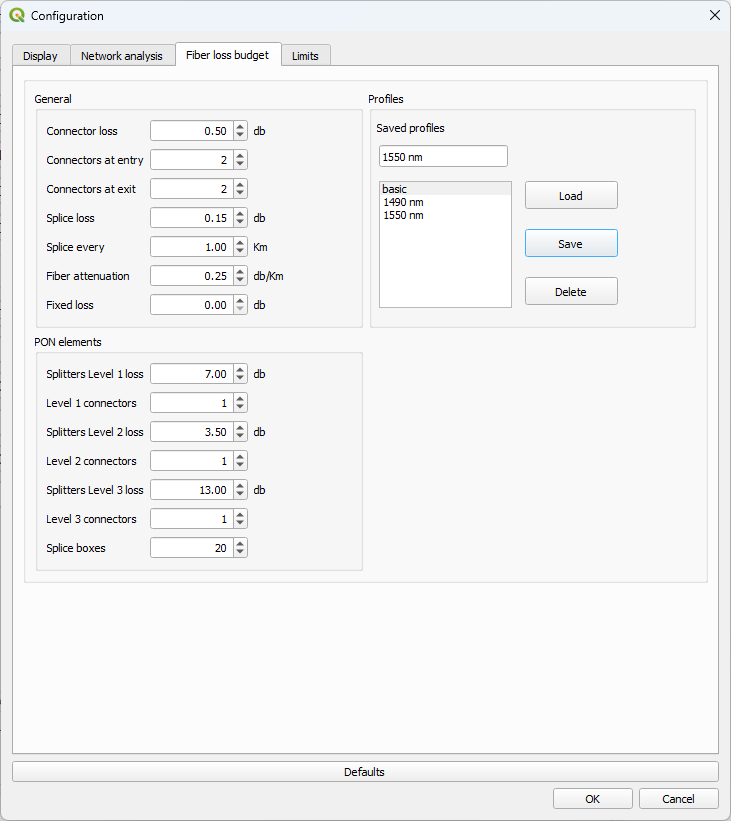 Configuration
Display Network analysis Fiber loss budget Limits
General
Connector loss 0.50 db
Connectors at entry 2
Connectors at exit 2
Splice loss 0.15 db
Splice every 1.00 Km
Fiber attenuation 0.25 db/Km
Fixed loss 0.00 db
Profiles
Saved profiles
1550 nm
basic
1490 nm
1550 nm
Load
Save
Delete
PON elements
Splitters Level 1 loss 7.00 db
Level 1 connectors 1
Splitters Level 2 loss 3.50 db
Level 2 connectors 1
Splitters Level 3 loss 13.00 db
Level 3 connectors 1
Splice boxes 20
Defaults
OK Cancel